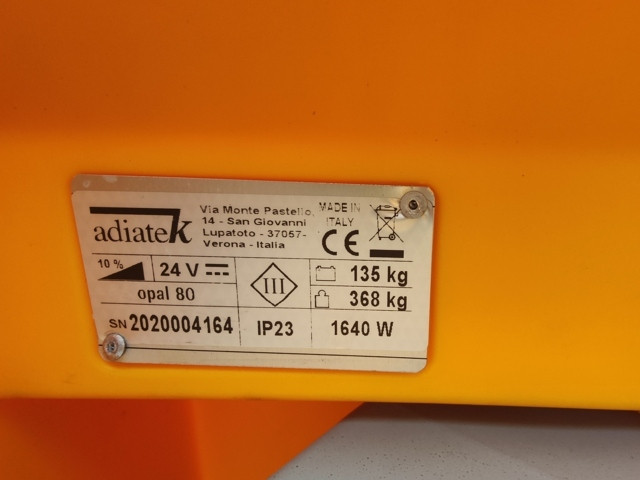 adiatek
Via Monte Pastello,
14 - San Giovanni
Lupatoto - 37057-
Verona - Italia
MADE IN
ITALY
CE
10 %
24 V
opal 80
III
135 kg
368 kg
SN 2020004164
IP23
1640 W